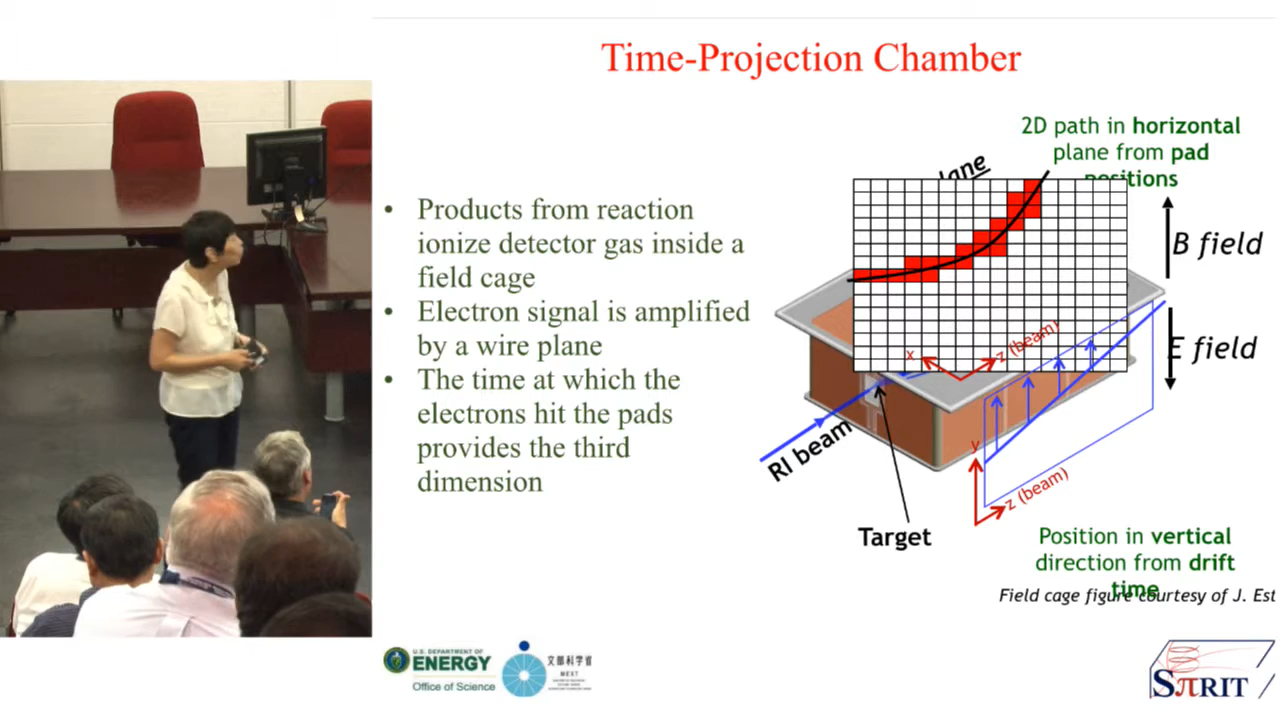 Time-Projection Chamber
• Products from reaction
ionize detector gas inside a
field cage
• Electron signal is amplified
by a wire plane
• The time at which the
electrons hit the pads
provides the third
dimension
2D path in horizontal
plane from pad
positions
B field
E field
x
z (beam)
RI beam
y
z (beam)
Target
Position in vertical
direction from drift
time
Field cage figure courtesy of J. Est
U.S. DEPARTMENT OF
ENERGY
Office of Science
文部科学省
MEXT
SπRIT